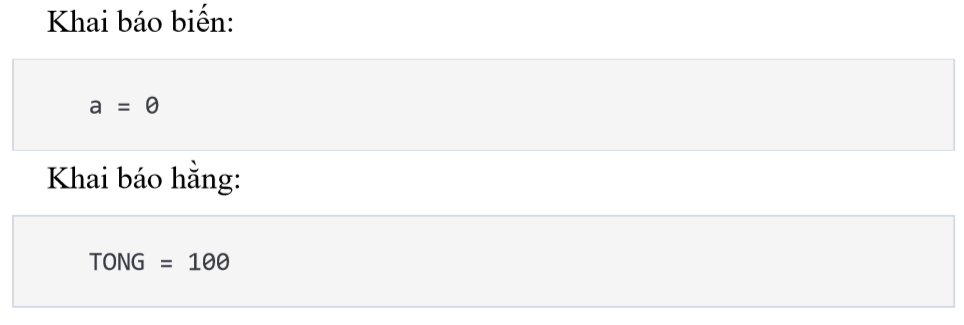 Khai báo biến:
a = 0
Khai báo hằng:
TONG = 100